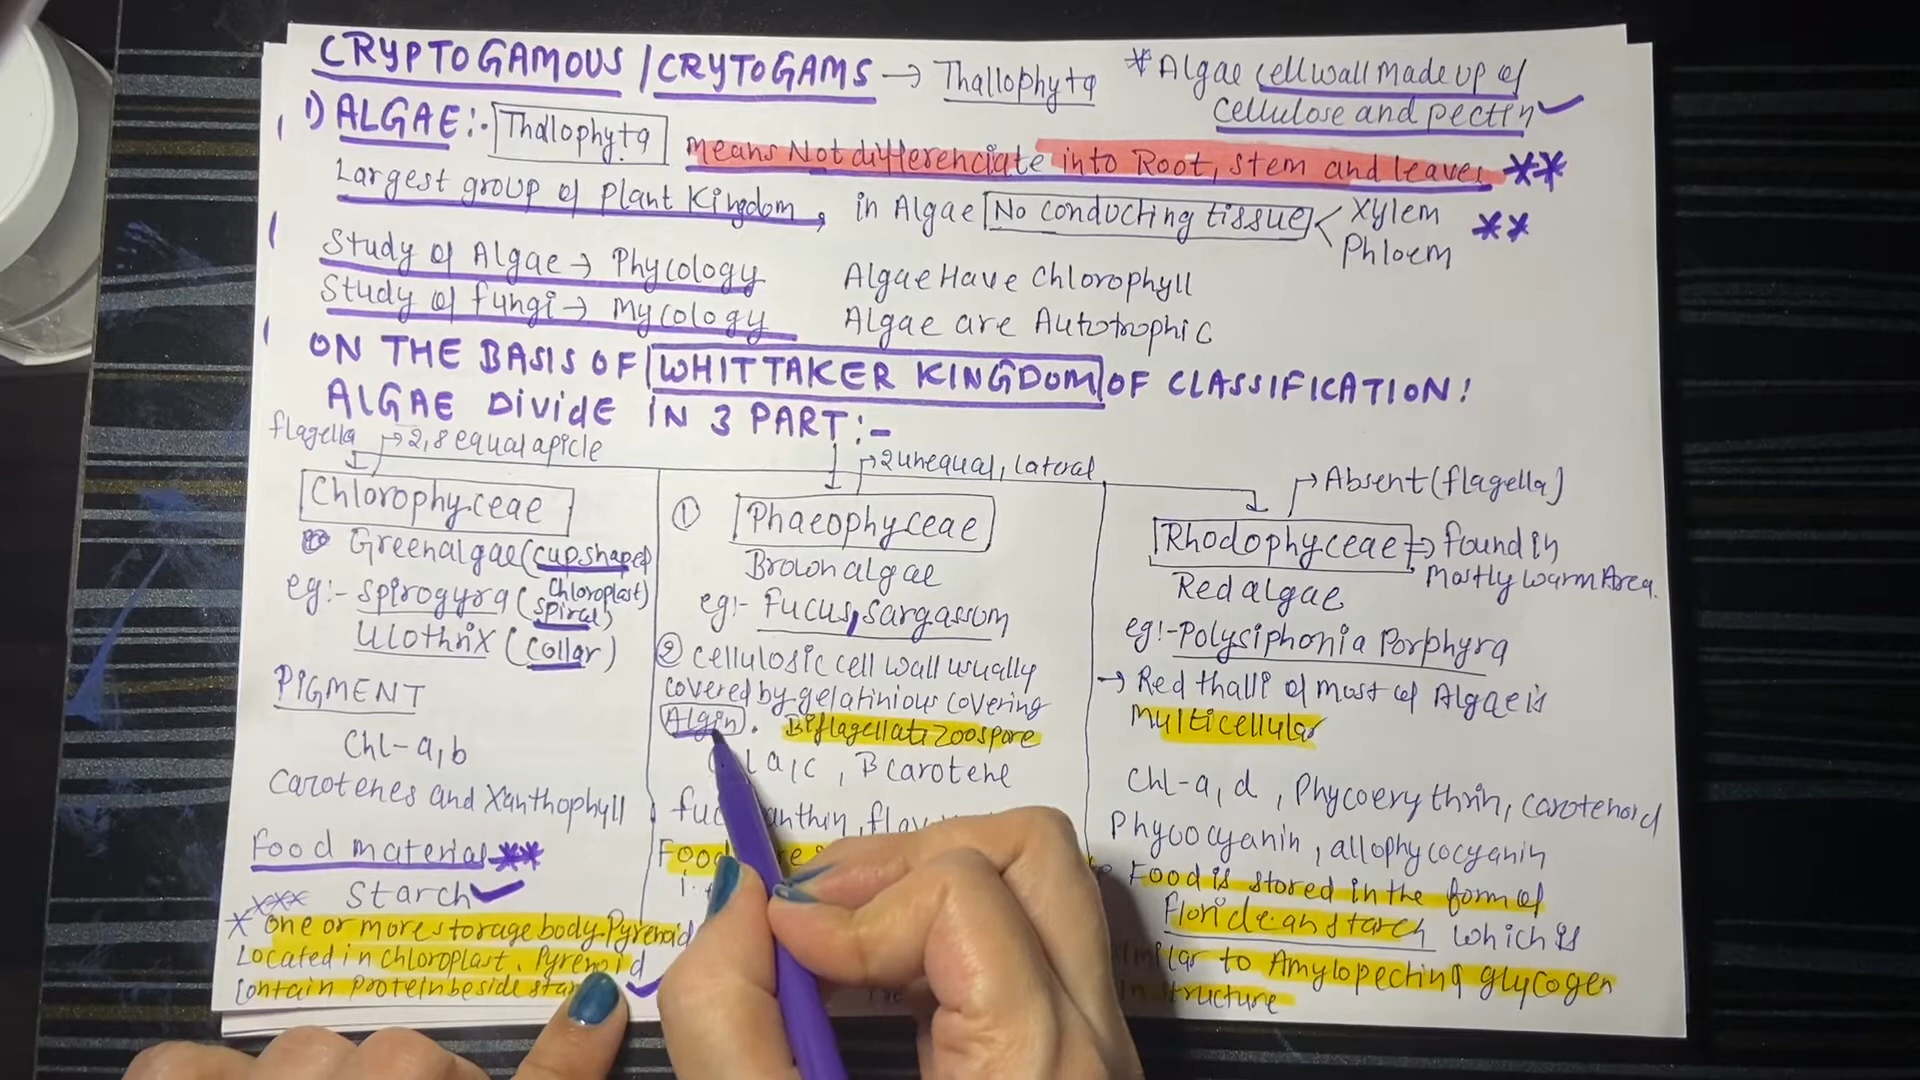 CRYPTOGAMOUS / CRYTOGAMS → Thallophyta
* Algae cell wall made up of
cellulose and pectin ✓
1) ALGAE :- Thallophyta means Not differenciate into Root, stem and leaves **
Largest group of plant Kingdom, in Algae No conducting tissue < Xylem **
Phloem
Study of Algae → Phycology Algae Have chlorophyll
Study of fungi → Mycology Algae are Autotrophic
ON THE BASIS OF WHITTAKER KINGDOM OF CLASSIFICATION!
ALGAE DIVIDE IN 3 PART :-
flagella → 2,8 equal apicle
→ 2 unequal, lateral
→ Absent (flagella)
Chlorophyceae
Greenalgae (cup shaped
Chloroplast)
eg:- Spirogyra (spiral)
Ulothrix (collar)
PIGMENT
Chl-a,b
Carotenes and Xanthophyll
Food material **
*** Starch ✓
* One or more storage body Pyrenoid
Located in chloroplast. Pyrenoid
Contain Protein beside
① Phaeophyceae
Brown algae
eg:- Fucus, Sargassum
② cellulosic cell wall usually
covered by gelatinious covering
Algin. Biflagellate zoospore
a,c, B carotene
Food
Rhodophyceae → found in
mostly warm Area.
Red algae
eg:- Polysiphonia Porphyra
→ Red thalli of most of Algae is
Multicellular
Chl-a,d, Phycoerythrin, carotenoid
Phycocyanin, allophycocyanin
Food is stored in the form of
floridean starch which is
to Amylopectin glycogen
structure